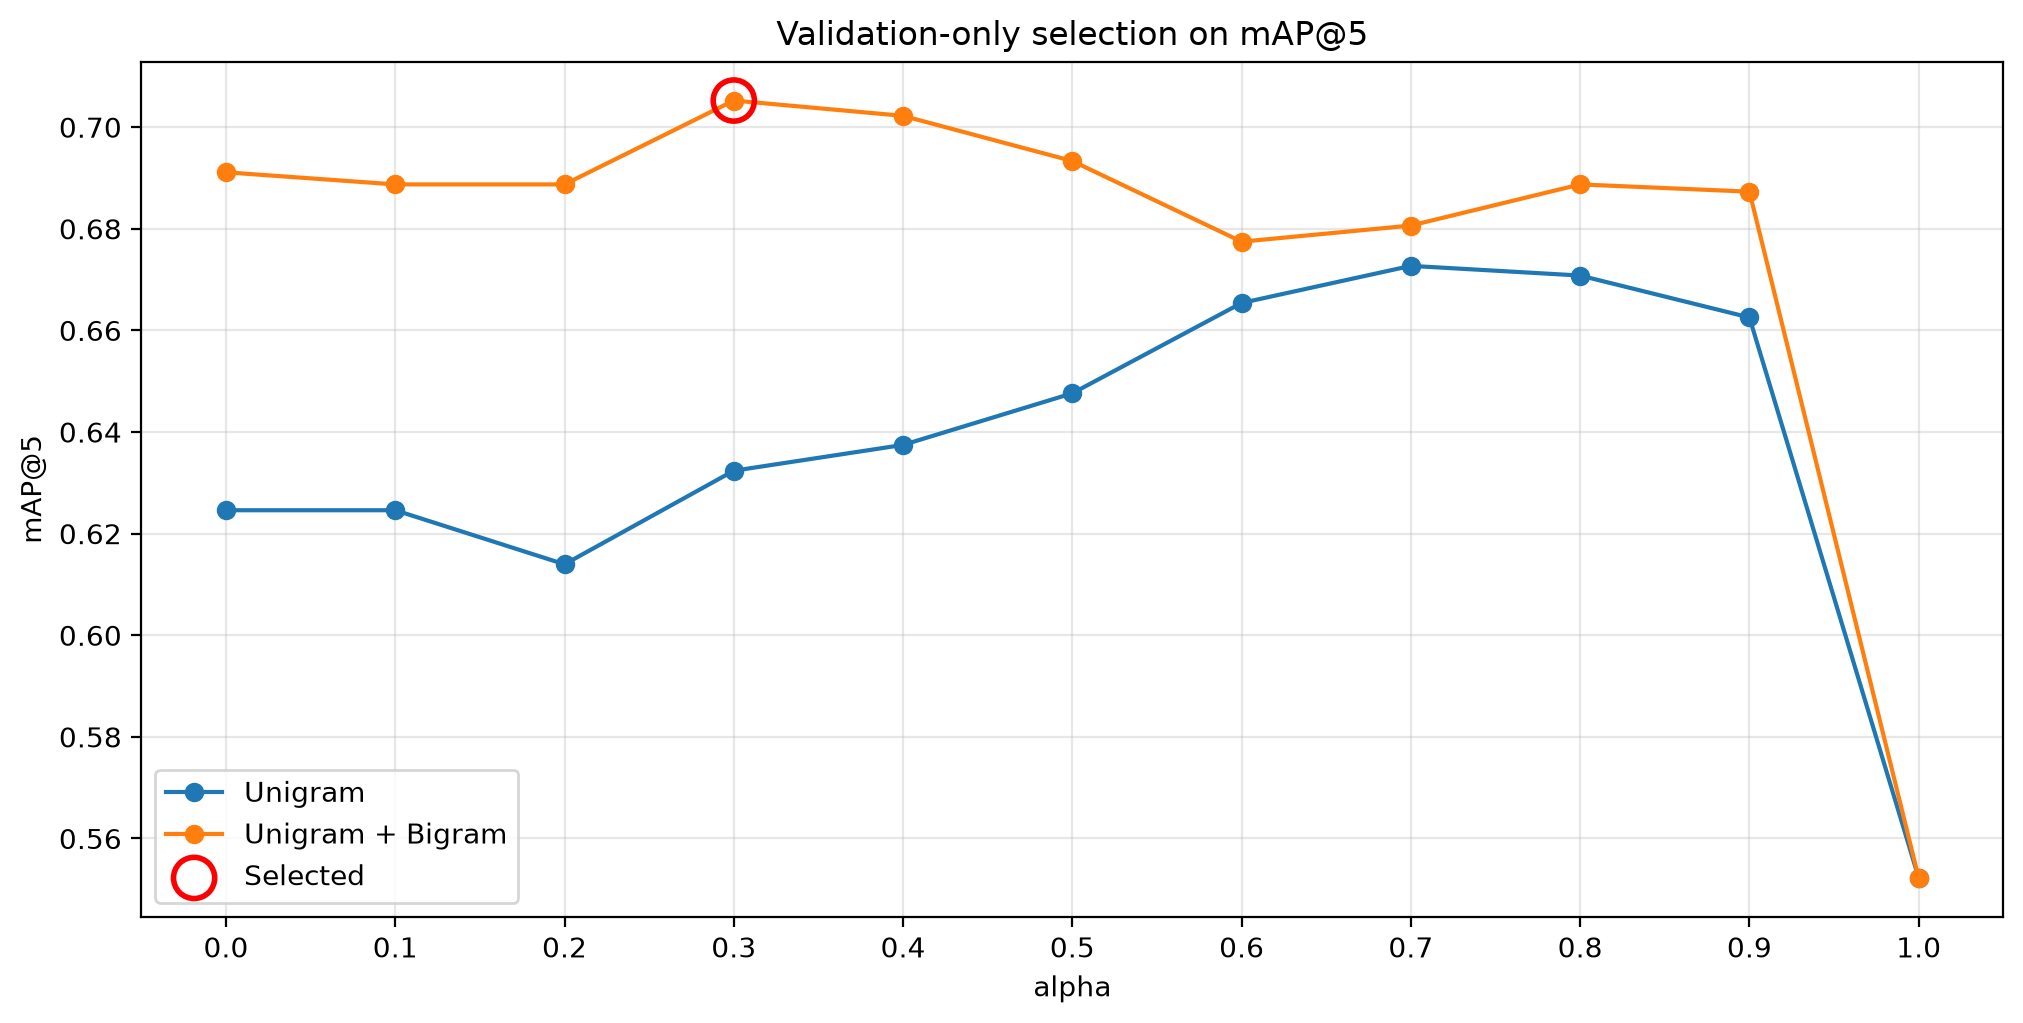 Validation-only selection on mAP@5
mAP@5
0.70
0.68
0.66
0.64
0.62
0.60
0.58
0.56
Unigram
Unigram + Bigram
Selected
0.0 0.1 0.2 0.3 0.4 0.5 0.6 0.7 0.8 0.9 1.0
alpha